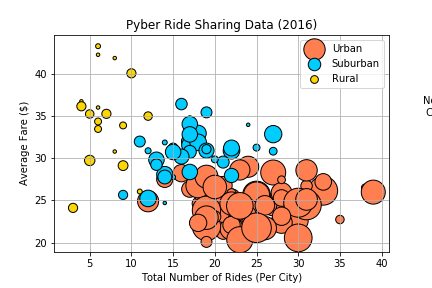 Pyber Ride Sharing Data (2016)
Urban
Suburban
Rural
Average Fare ($)
40
35
30
25
20
5 10 15 20 25 30 35 40
Total Number of Rides (Per City)